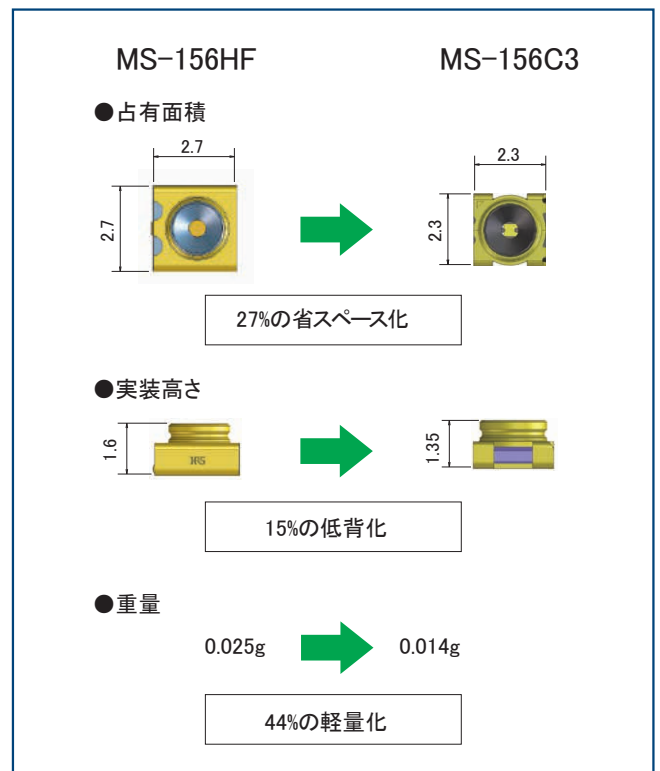 MS-156HF MS-156C3
●占有面積
2.7 2.3
2.7 2.3
27%の省スペース化
●実装高さ
1.6 HRS 1.35
15%の低背化
●重量
0.025g 0.014g
44%の軽量化